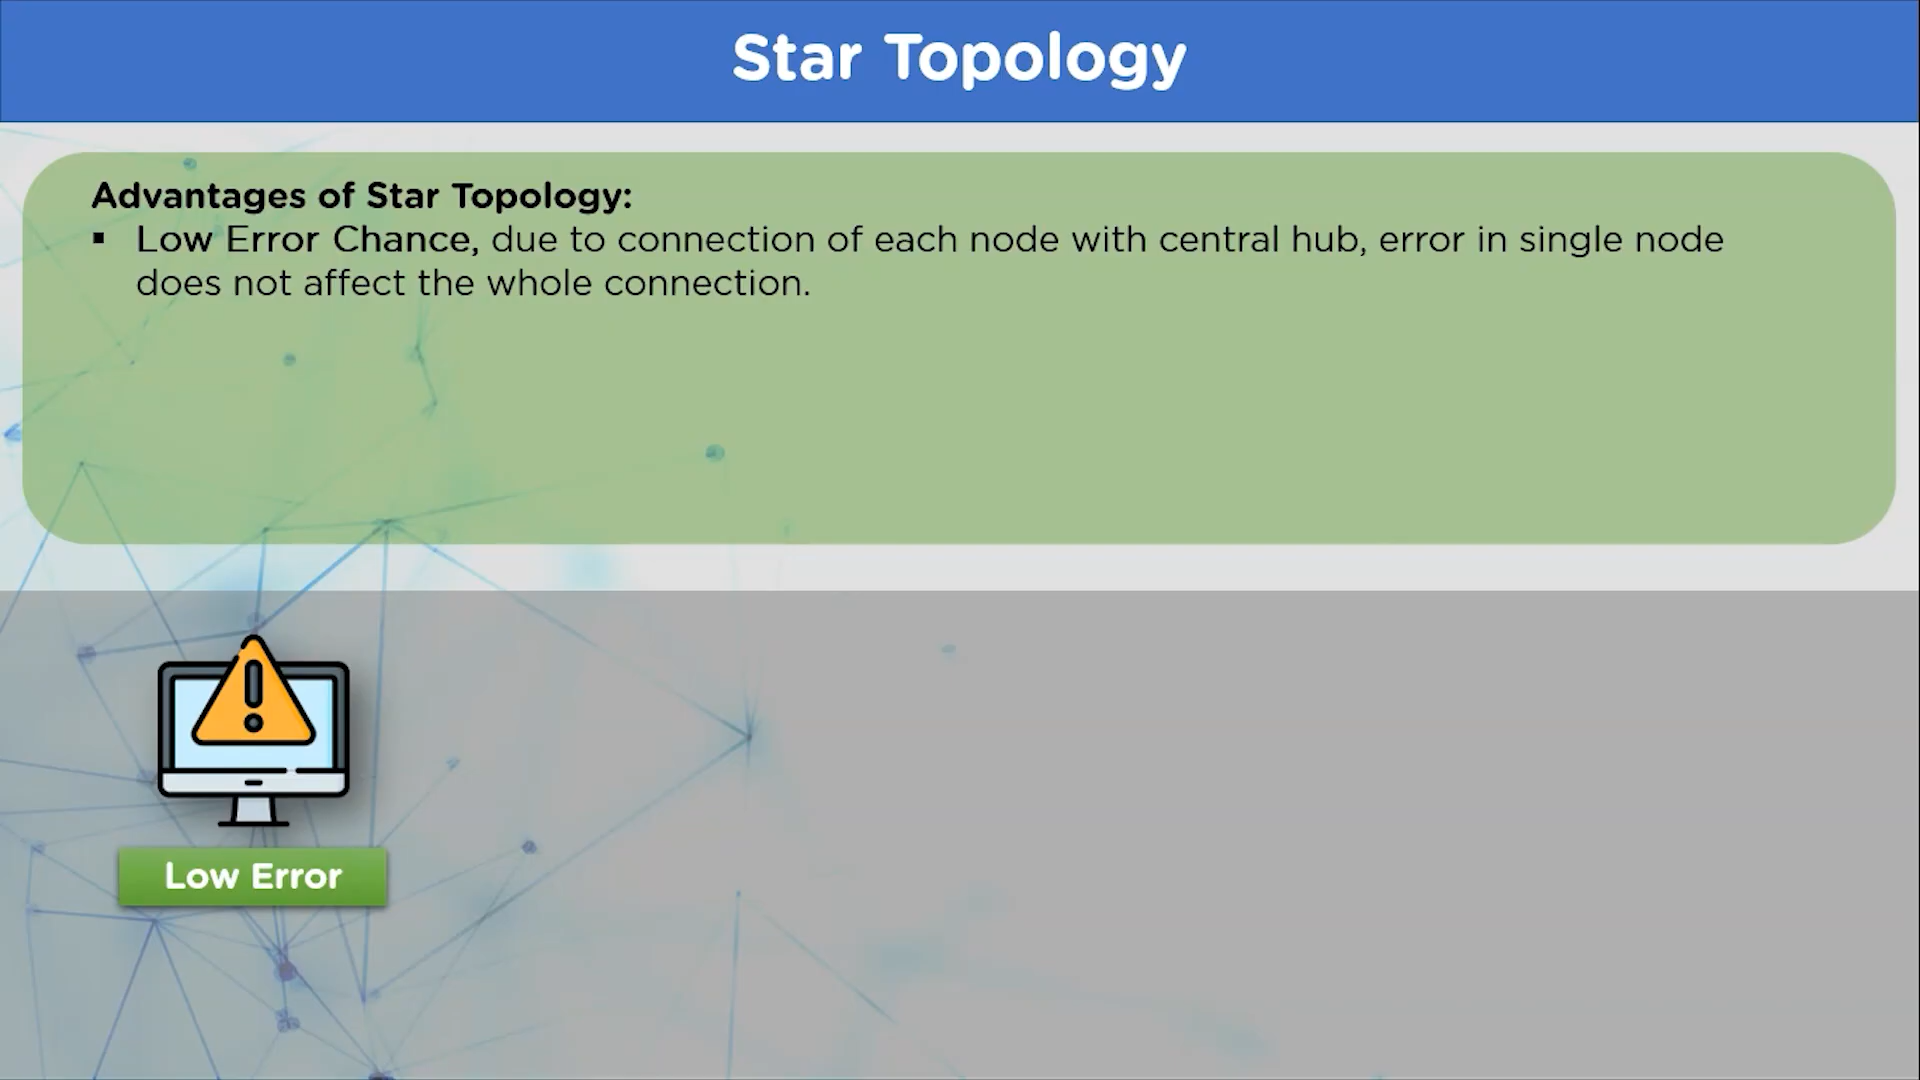 Star Topology
Advantages of Star Topology:
▪ Low Error Chance, due to connection of each node with central hub, error in single node
does not affect the whole connection.
Low Error